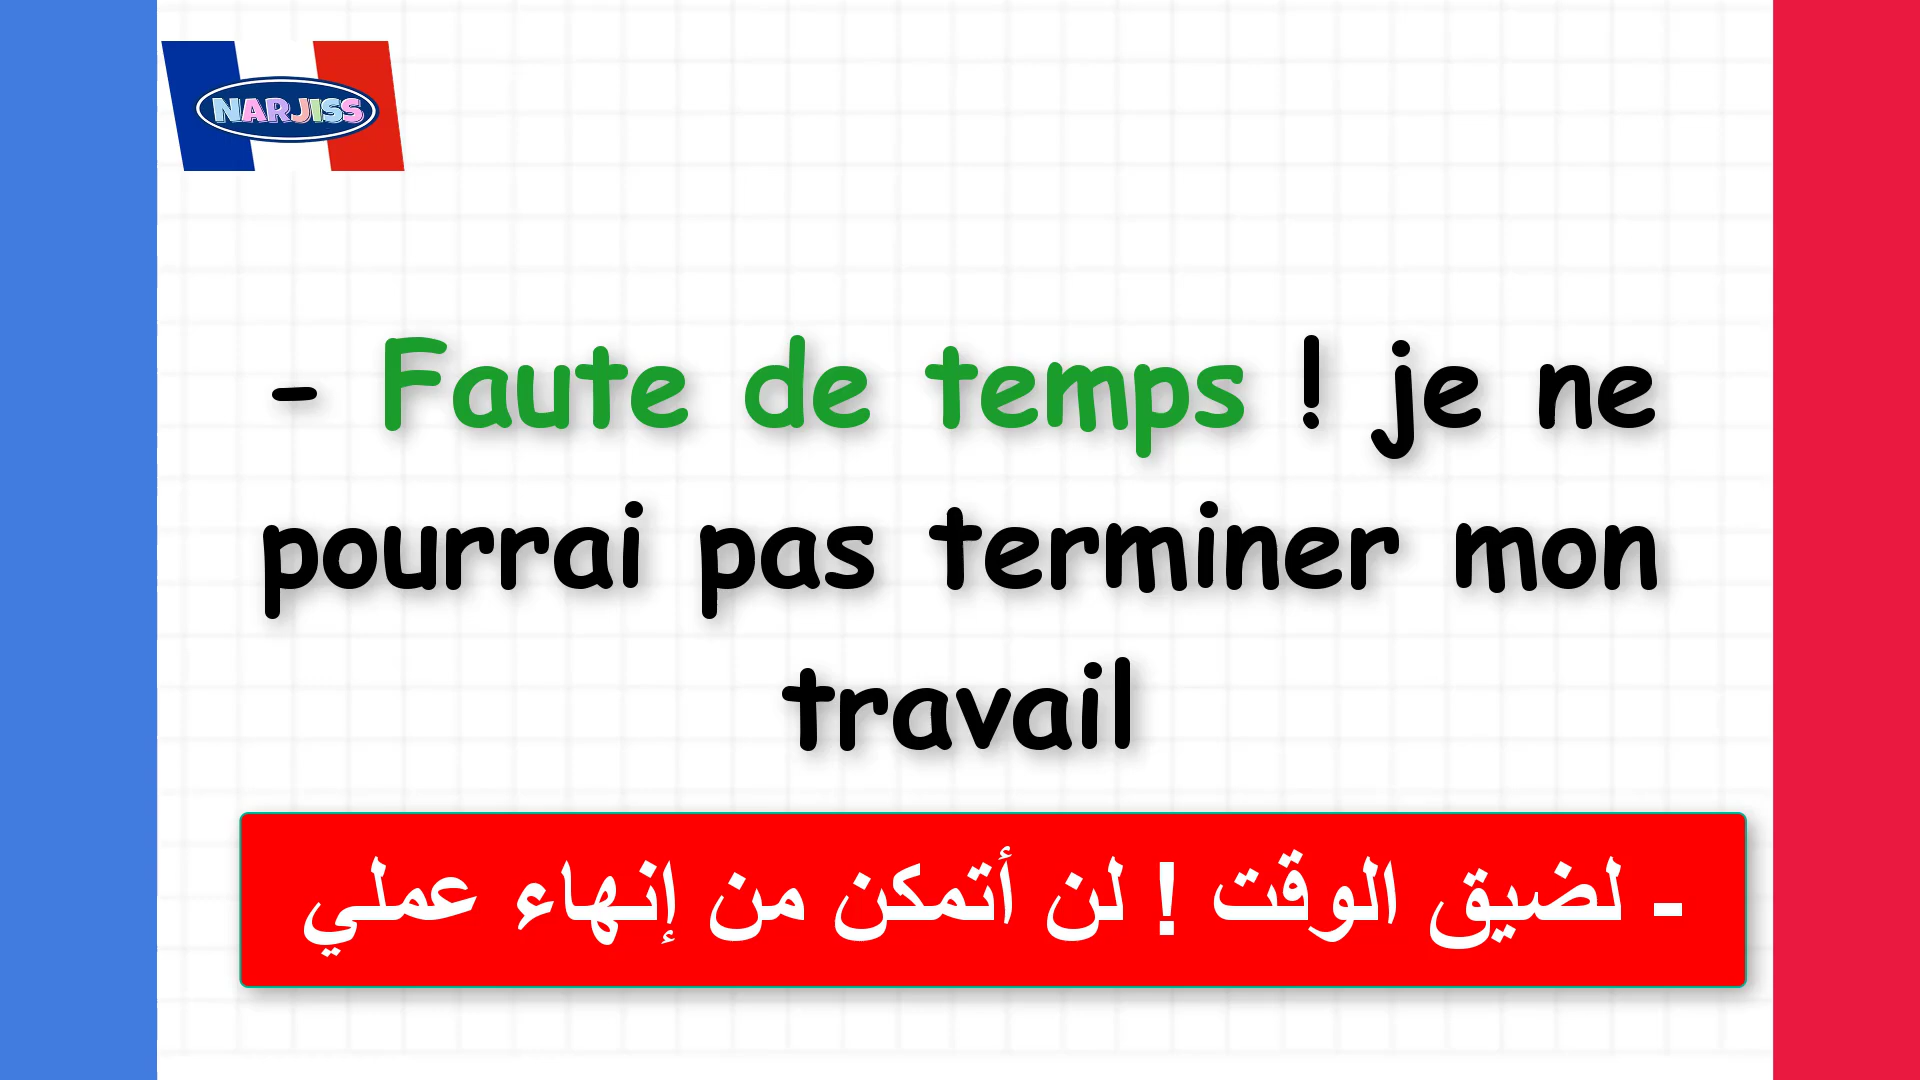 NARJISS
- Faute de temps ! je ne
pourrai pas terminer mon
travail
- لضيق الوقت ! لن أتمكن من إنهاء عملي